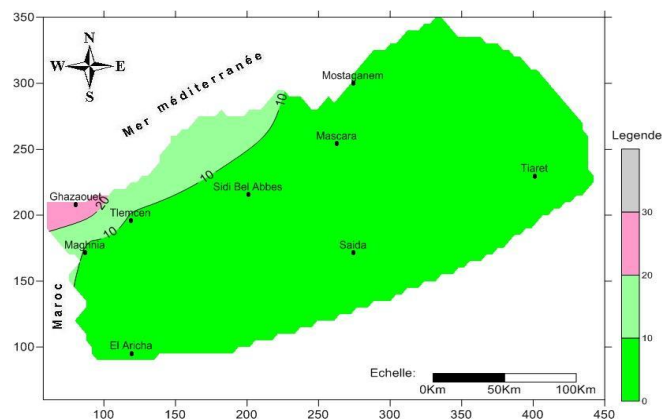 350
300
250
200
150
100
N
W E
S
Mer méditerranée
Mostaganem
Mascara
Tiaret
Sidi Bel Abbes
Ghazaouet
Tlemcen
Maghnia
Saida
El Aricha
Maroc
10
10
20
10
Legende
30
20
10
0
Echelle:
0Km 50Km 100Km
100 150 200 250 300 350 400 450